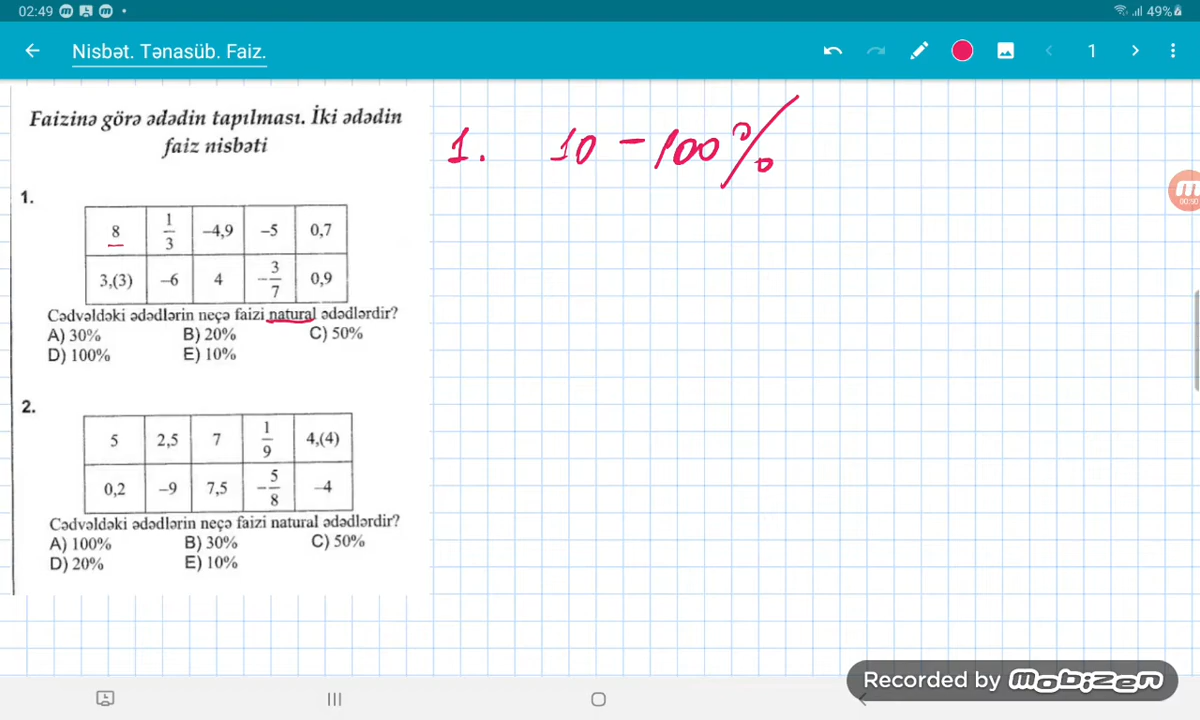 02:49
49%
Nisbət. Tənasüb. Faiz.
1
Faizinə görə ədədin tapılması. İki ədədin
faiz nisbəti
1.
8 1/3 –4,9 –5 0,7
3,(3) –6 4 –3/7 0,9
Cədvəldəki ədədlərin neçə faizi natural ədədlərdir?
A) 30% B) 20% C) 50%
D) 100% E) 10%
2.
5 2,5 7 1/9 4,(4)
0,2 –9 7,5 –5/8 –4
Cədvəldəki ədədlərin neçə faizi natural ədədlərdir?
A) 100% B) 30% C) 50%
D) 20% E) 10%
1. 10 – 100%
00:50
Recorded by Mobizen